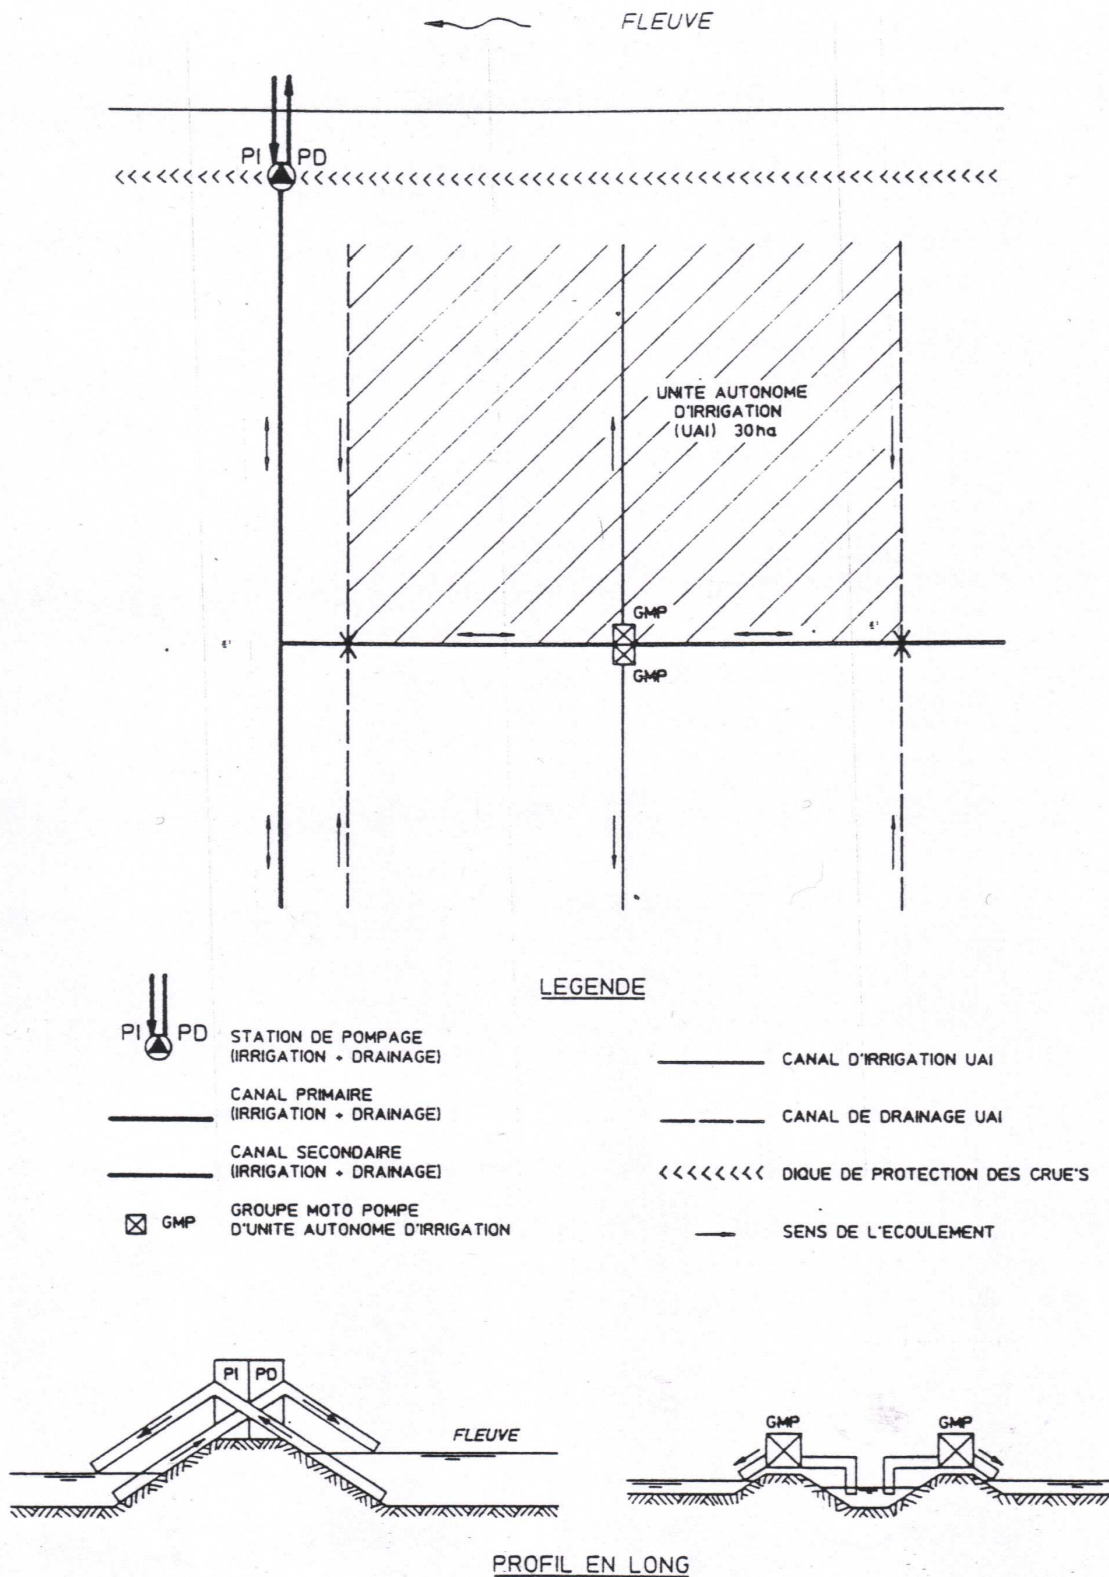 FLEUVE
PI PD
UNITE AUTONOME
D'IRRIGATION
(UAI) 30ha
GMP
GMP
LEGENDE
PI PD STATION DE POMPAGE
(IRRIGATION + DRAINAGE)
CANAL PRIMAIRE
(IRRIGATION + DRAINAGE)
CANAL SECONDAIRE
(IRRIGATION + DRAINAGE)
GMP GROUPE MOTO POMPE
D'UNITE AUTONOME D'IRRIGATION
CANAL D'IRRIGATION UAI
CANAL DE DRAINAGE UAI
DIQUE DE PROTECTION DES CRUE'S
SENS DE L'ECOULEMENT
PI PD
FLEUVE
GMP GMP
PROFIL EN LONG